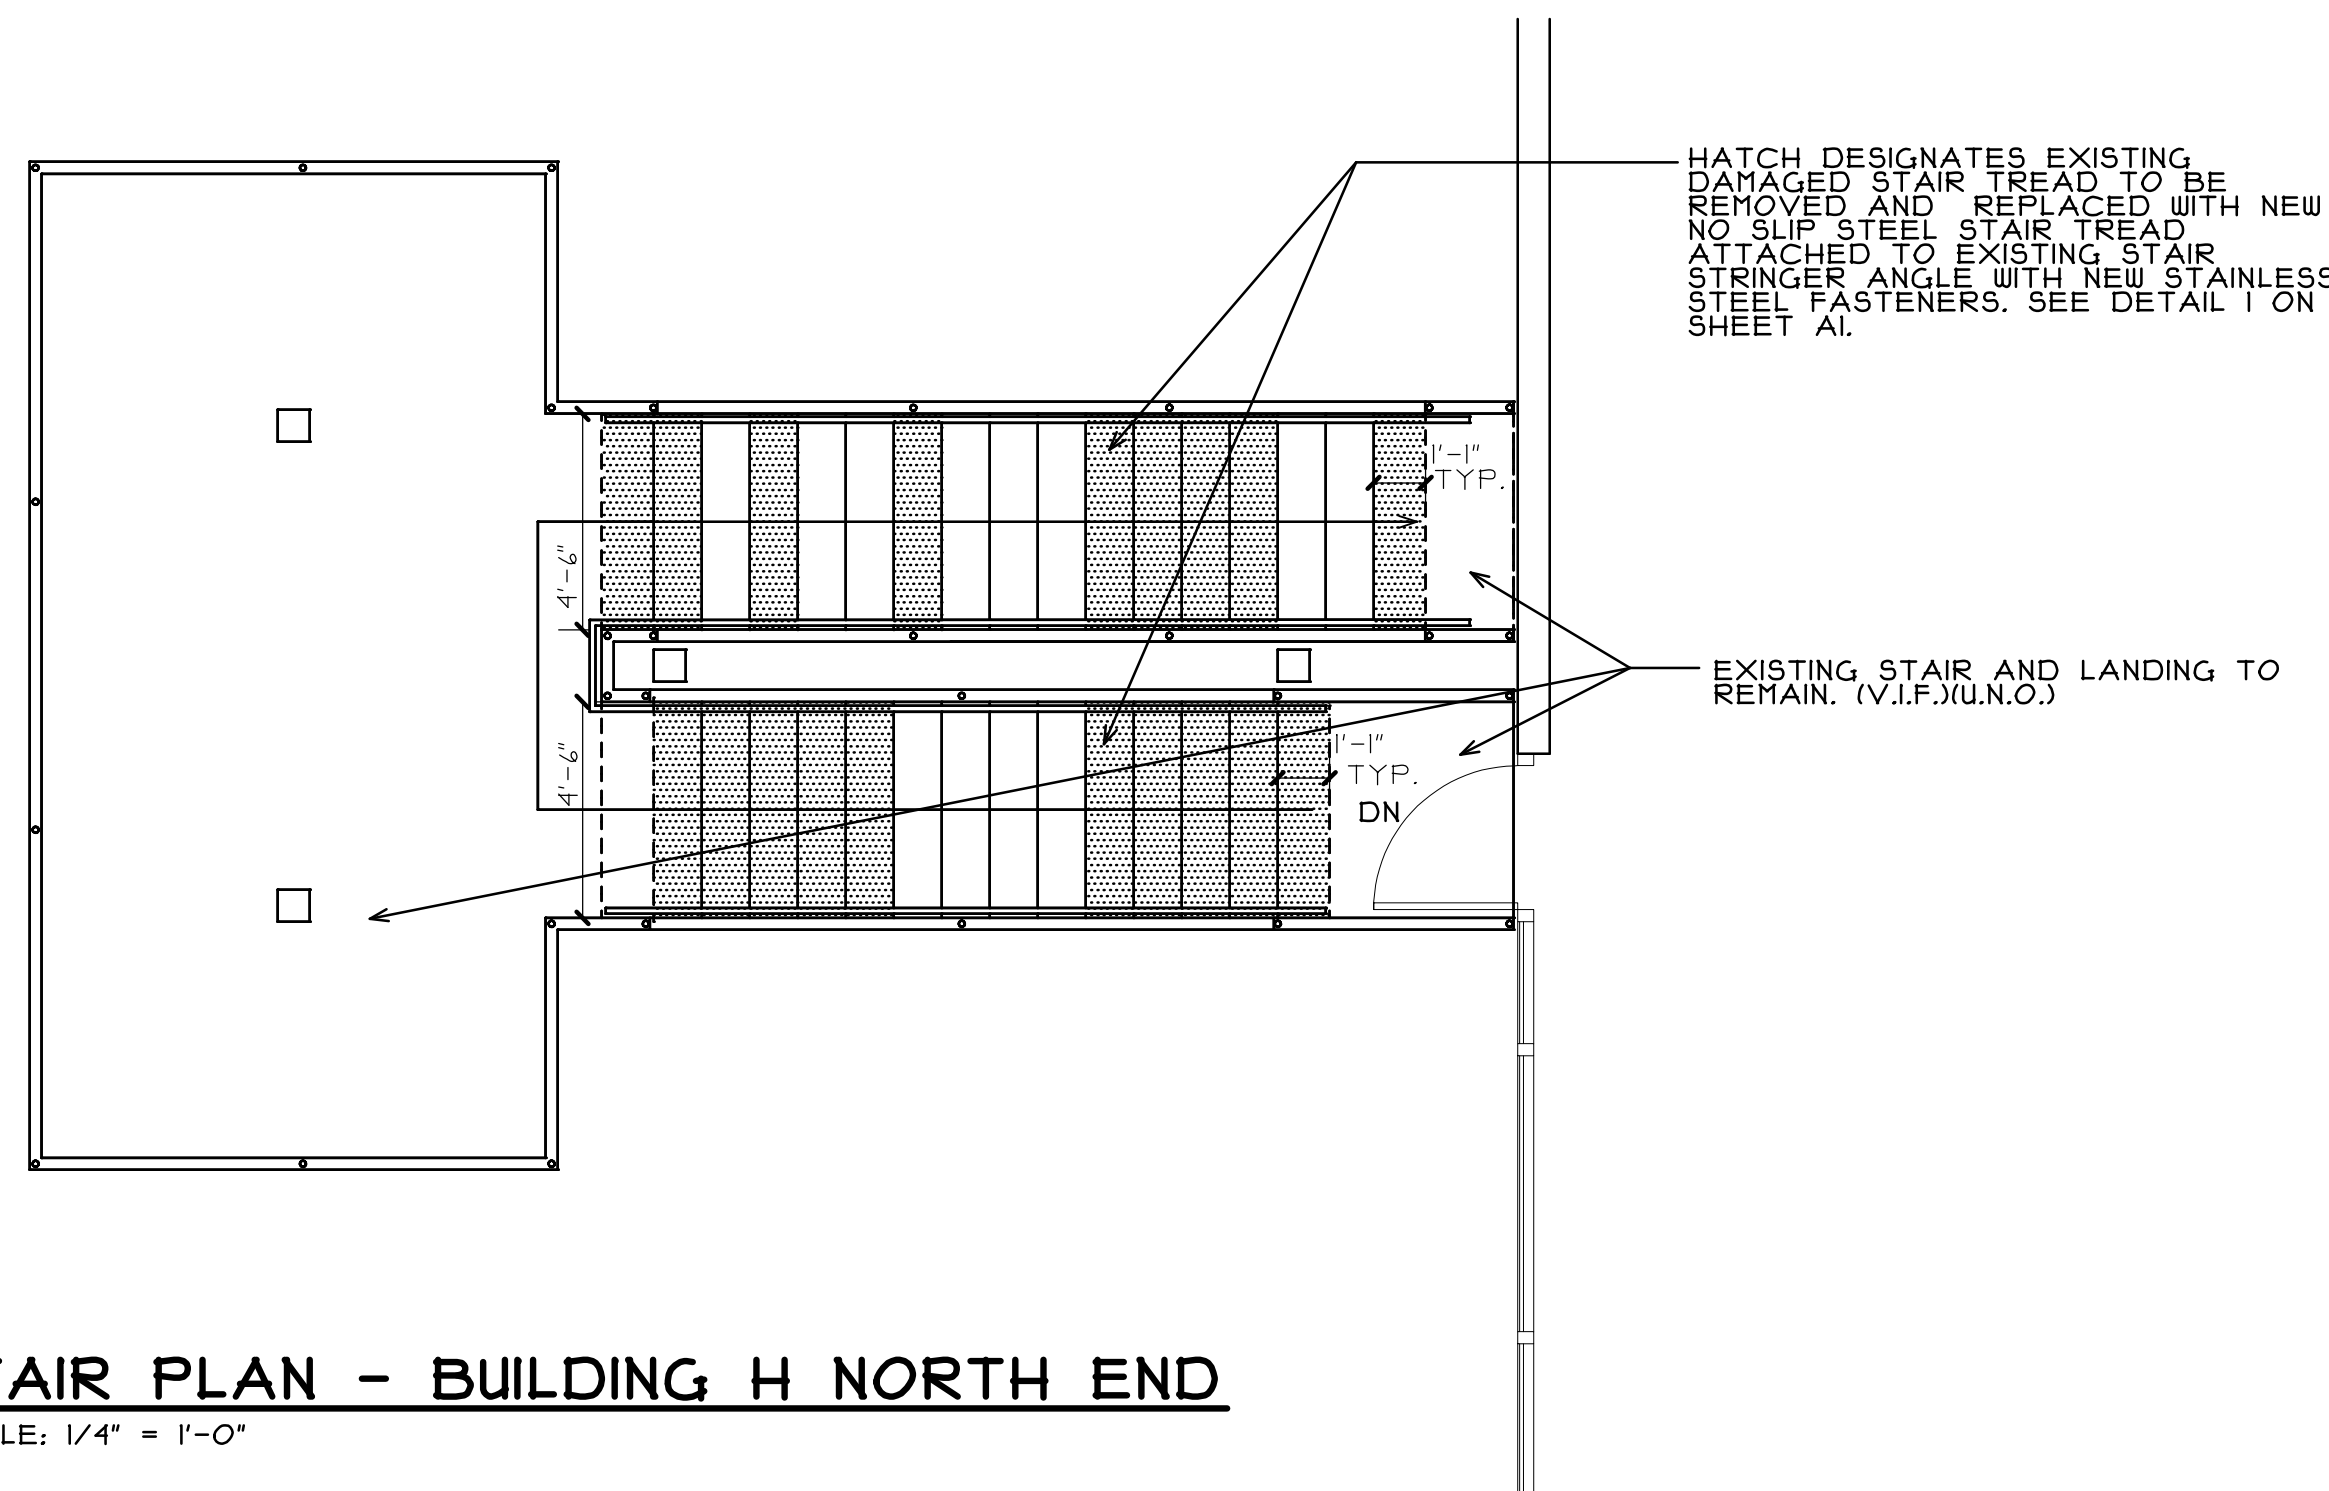 HATCH DESIGNATES EXISTING
DAMAGED STAIR TREAD TO BE
REMOVED AND REPLACED WITH NEW
NO SLIP STEEL STAIR TREAD
ATTACHED TO EXISTING STAIR
STRINGER ANGLE WITH NEW STAINLESS
STEEL FASTENERS. SEE DETAIL 1 ON
SHEET A1.
1'-1"
TYP.
4'-6"
EXISTING STAIR AND LANDING TO
REMAIN. (V.I.F.)(U.N.O.)
4'-6"
1'-1"
TYP.
DN
TAIR PLAN - BUILDING H NORTH END
LE: 1/4" = 1'-0"